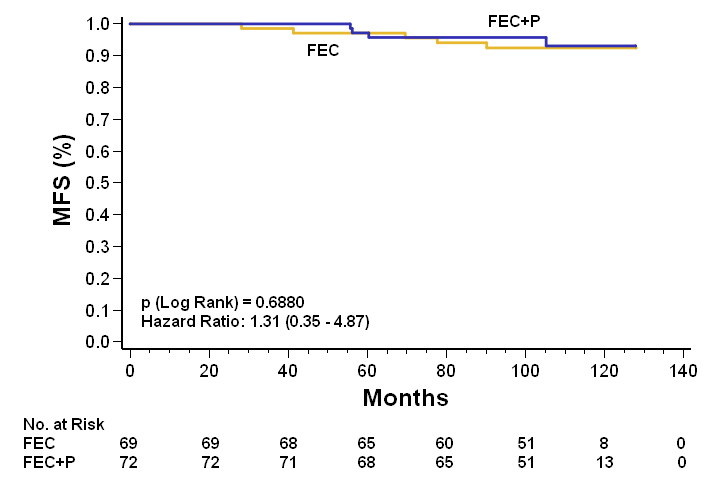 1.0
0.9
0.8
0.7
0.6
0.5
0.4
0.3
0.2
0.1
0.0
MFS (%)
FEC+P
FEC
p (Log Rank) = 0.6880
Hazard Ratio: 1.31 (0.35 - 4.87)
0 20 40 60 80 100 120 140
Months
No. at Risk
FEC 69 69 68 65 60 51 8 0
FEC+P 72 72 71 68 65 51 13 0